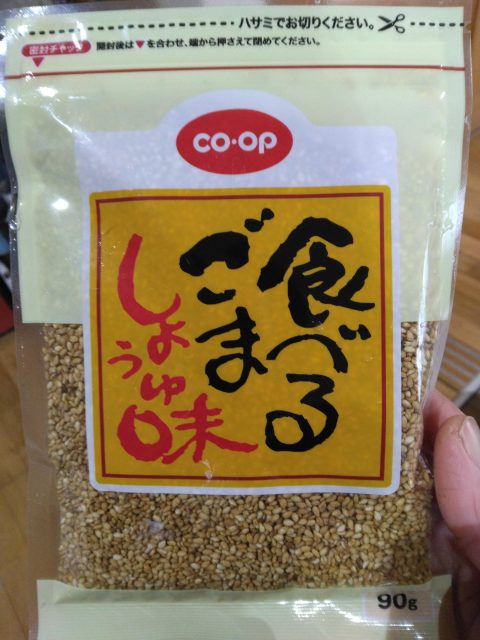 ハサミでお切りください。
密封チャック
開封後は▼を合わせ、端から押さえて閉めてください。
CO・OP
食べる
ごま
しょうゆ味
90g